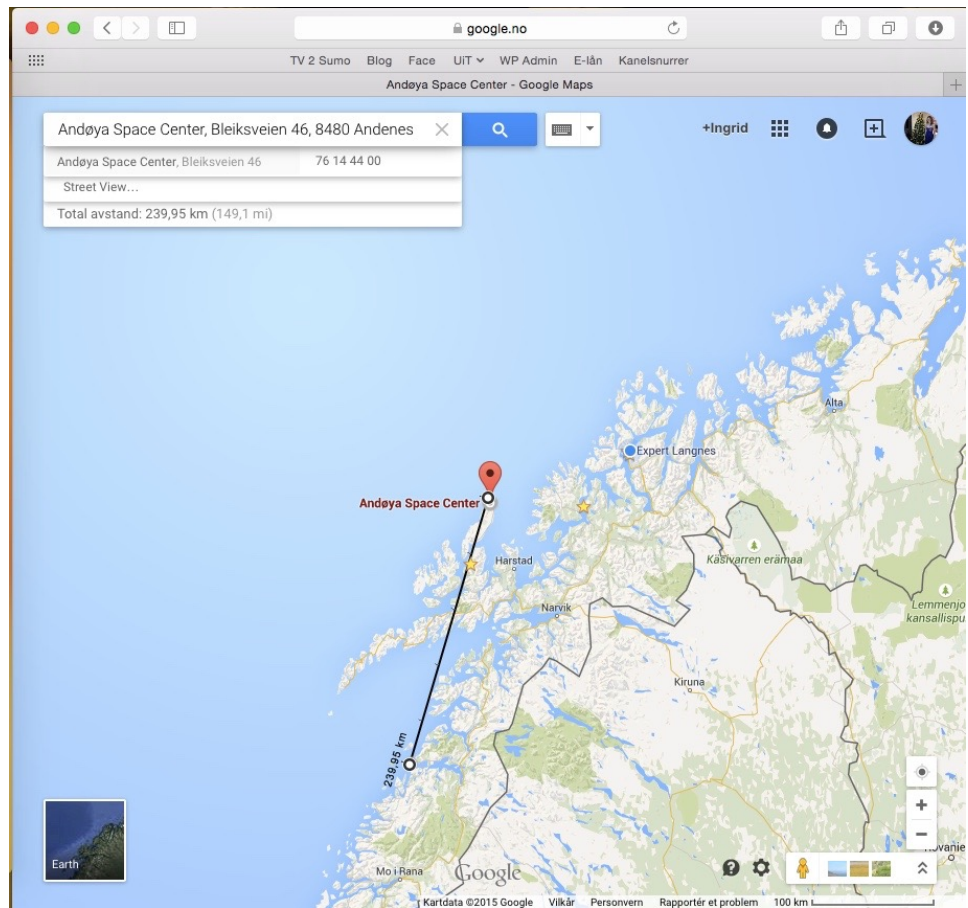 google.no
TV 2 Sumo Blog Face UiT WP Admin E-lån Kanelsnurrer
Andøya Space Center - Google Maps
Andøya Space Center, Bleiksveien 46, 8480 Andenes
+Ingrid
Andøya Space Center, Bleiksveien 46 76 14 44 00
Street View...
Total avstand: 239,95 km (149,1 mi)
Alta
Expert Langnes
Andøya Space Center
Käsivarren erämaa
Harstad
Lemmenjo
kansallispu
Narvik
Kiruna
239,95 km
Earth
Mo i Rana
Google
Kartdata ©2015 Google Vilkår Personvern Rapportér et problem 100 km